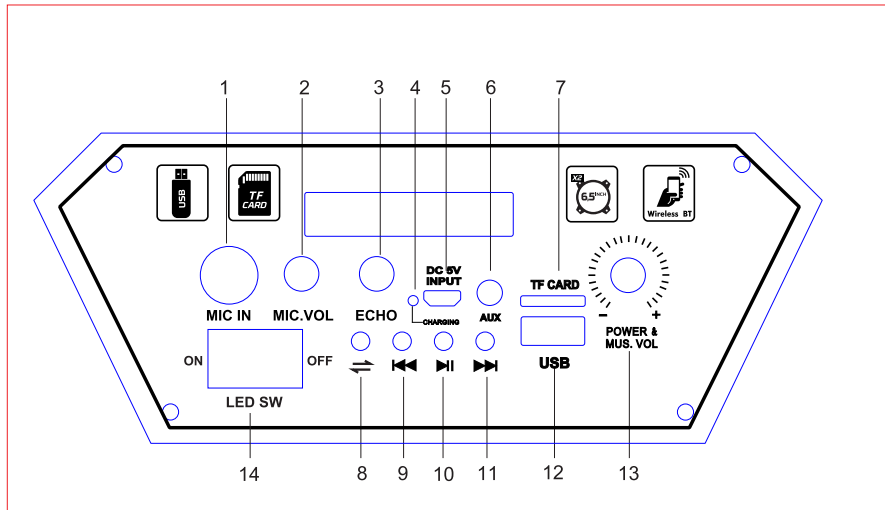 1 2 3 4 5 6 7
USB
TF
CARD
X2
6.5 INCH
Wireless BT
DC 5V
INPUT
TF CARD
MIC IN MIC.VOL ECHO
CHARGING
AUX
− +
POWER &
MUS. VOL
ON OFF
USB
LED SW
14 8 9 10 11 12 13